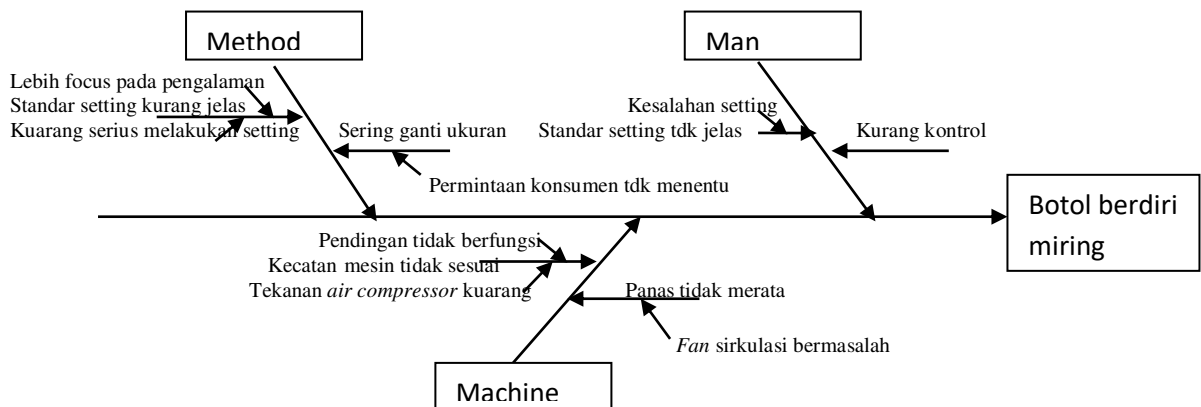 Method
Man
Lebih focus pada pengalaman
Standar setting kurang jelas
Kuarang serius melakukan setting
Sering ganti ukuran
Permintaan konsumen tdk menentu
Kesalahan setting
Standar setting tdk jelas
Kurang kontrol
Botol berdiri
miring
Pendingan tidak berfungsi
Kecatan mesin tidak sesuai
Tekanan air compressor kuarang
Panas tidak merata
Fan sirkulasi bermasalah
Machine